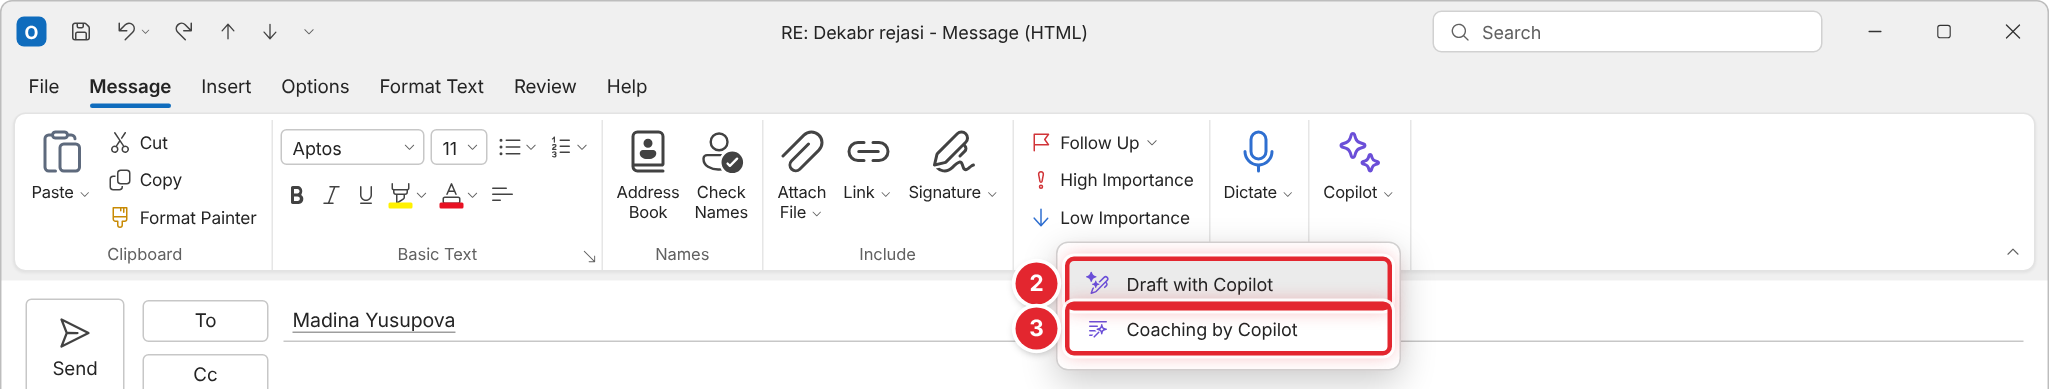 RE: Dekabr rejasi - Message (HTML)
Search
File Message Insert Options Format Text Review Help
Paste
Cut
Copy
Format Painter
Clipboard
Aptos 11
B I U A
Basic Text
Address Book
Check Names
Names
Attach File
Link
Signature
Include
Follow Up
High Importance
Low Importance
Dictate
Copilot
2 Draft with Copilot
3 Coaching by Copilot
Send
To Madina Yusupova
Cc